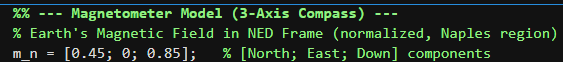 %% --- Magnetometer Model (3-Axis Compass) ---
% Earth's Magnetic Field in NED Frame (normalized, Naples region)
m_n = [0.45; 0; 0.85];   % [North; East; Down] components